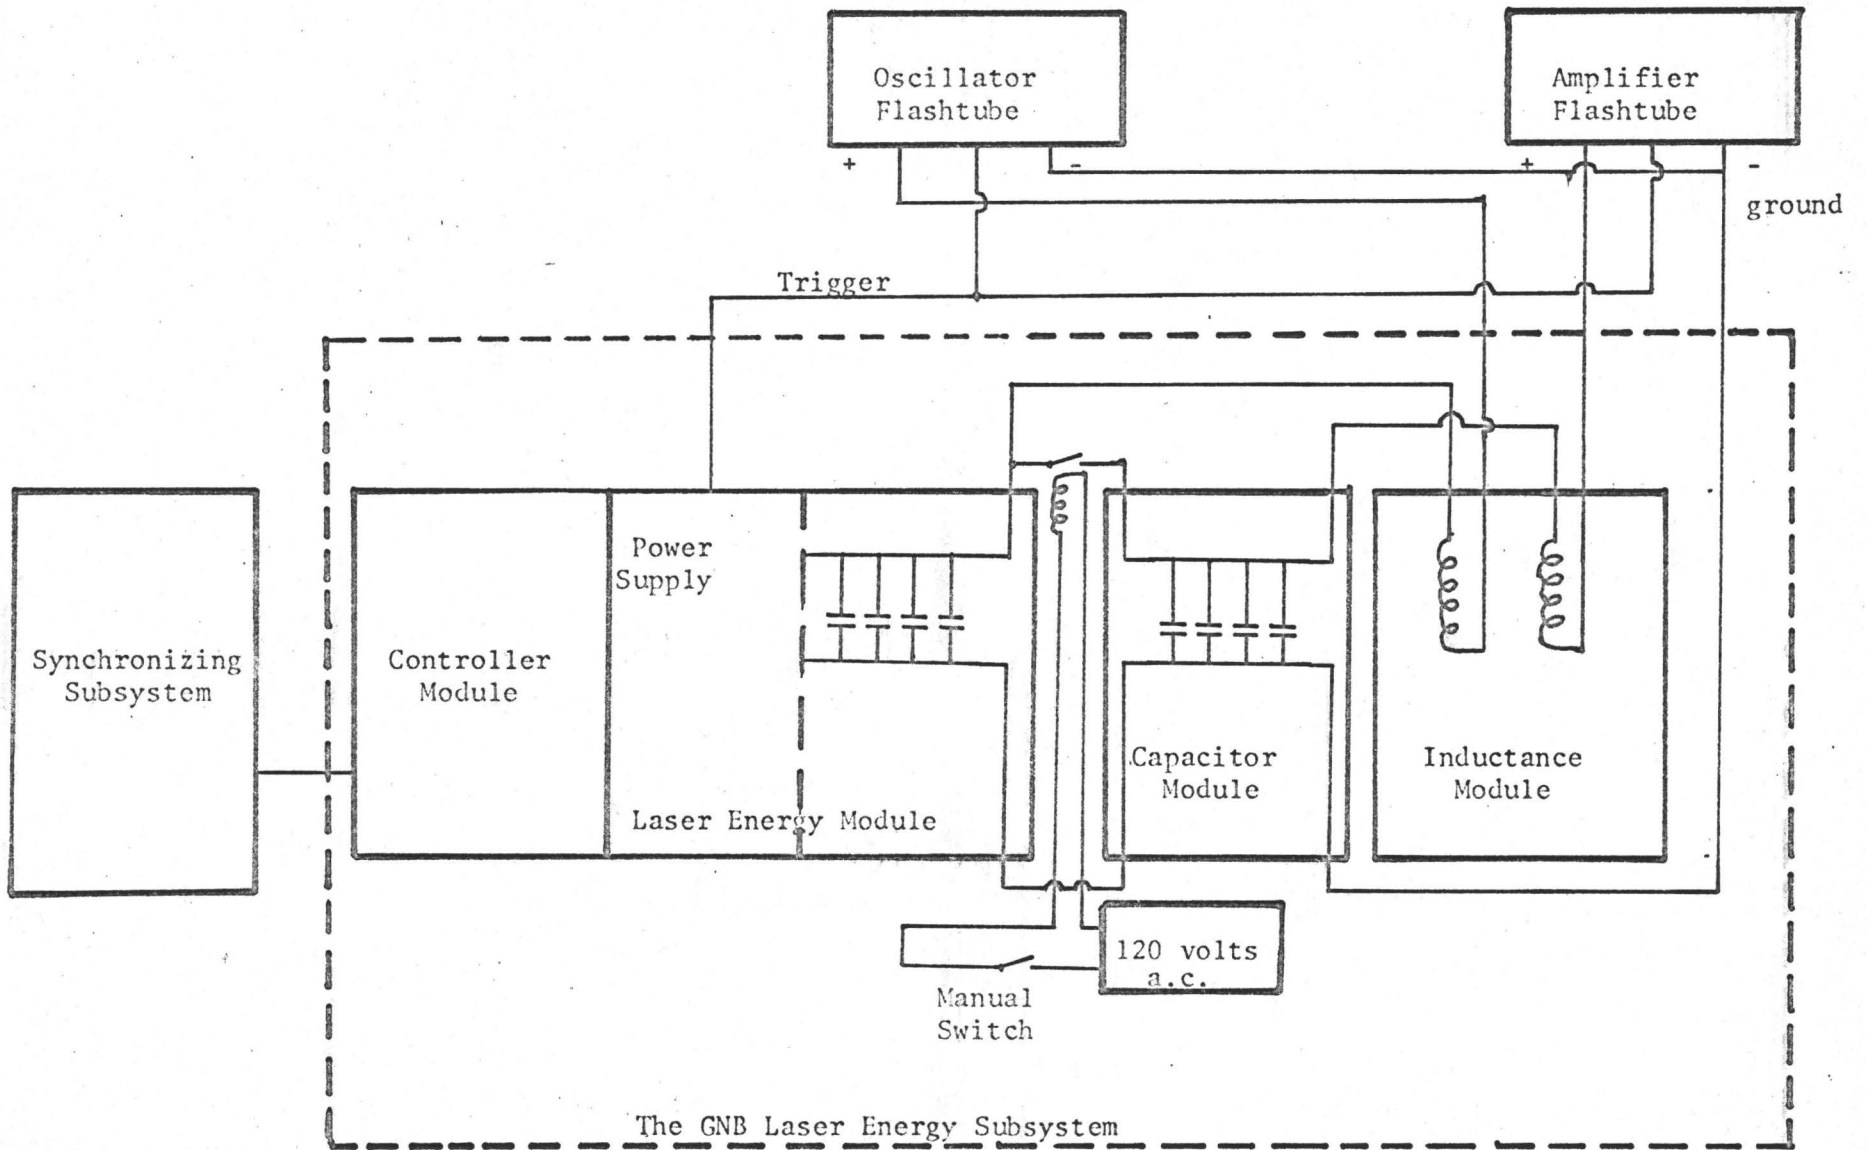 Oscillator
Flashtube
Amplifier
Flashtube
+
-
+
-
ground
Trigger
Power
Supply
Synchronizing
Subsystem
Controller
Module
Capacitor
Module
Inductance
Module
Laser Energy Module
120 volts
a.c.
Manual
Switch
The GNB Laser Energy Subsystem